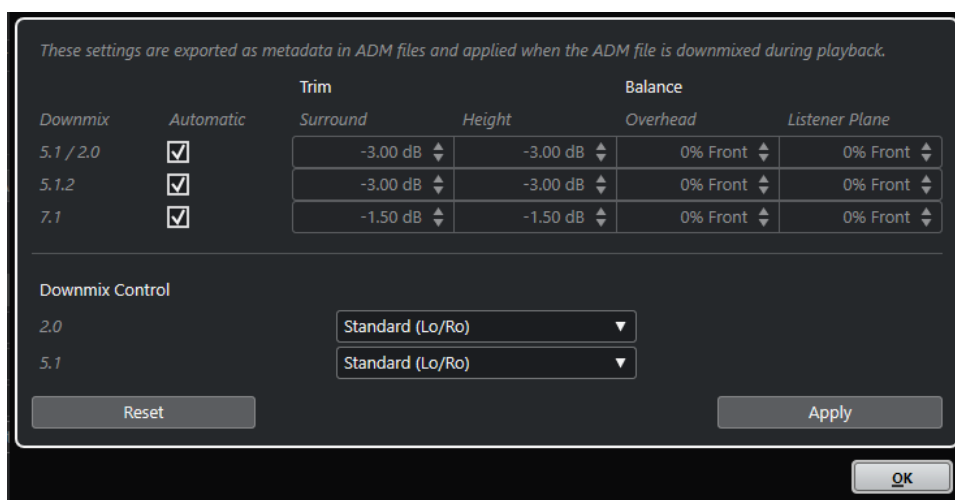 These settings are exported as metadata in ADM files and applied when the ADM file is downmixed during playback.
Trim Balance
Downmix Automatic Surround Height Overhead Listener Plane
5.1 / 2.0 -3.00 dB -3.00 dB 0% Front 0% Front
5.1.2 -3.00 dB -3.00 dB 0% Front 0% Front
7.1 -1.50 dB -1.50 dB 0% Front 0% Front
Downmix Control
2.0 Standard (Lo/Ro)
5.1 Standard (Lo/Ro)
Reset Apply
OK